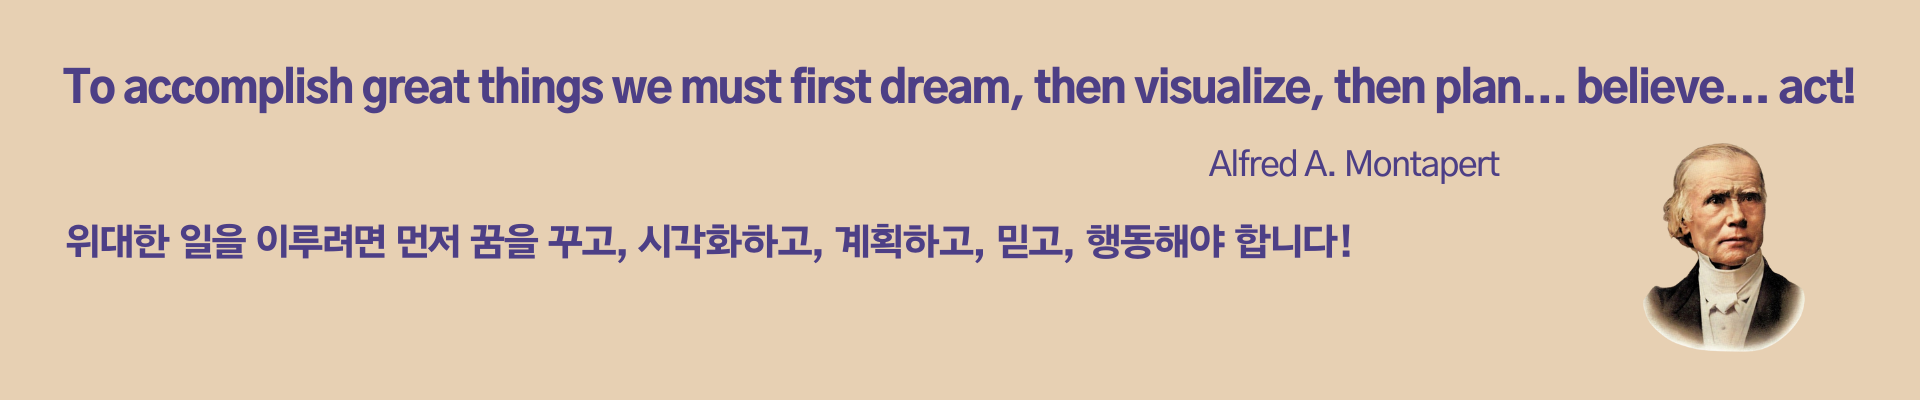 To accomplish great things we must first dream, then visualize, then plan... believe... act!
Alfred A. Montapert
위대한 일을 이루려면 먼저 꿈을 꾸고, 시각화하고, 계획하고, 믿고, 행동해야 합니다!